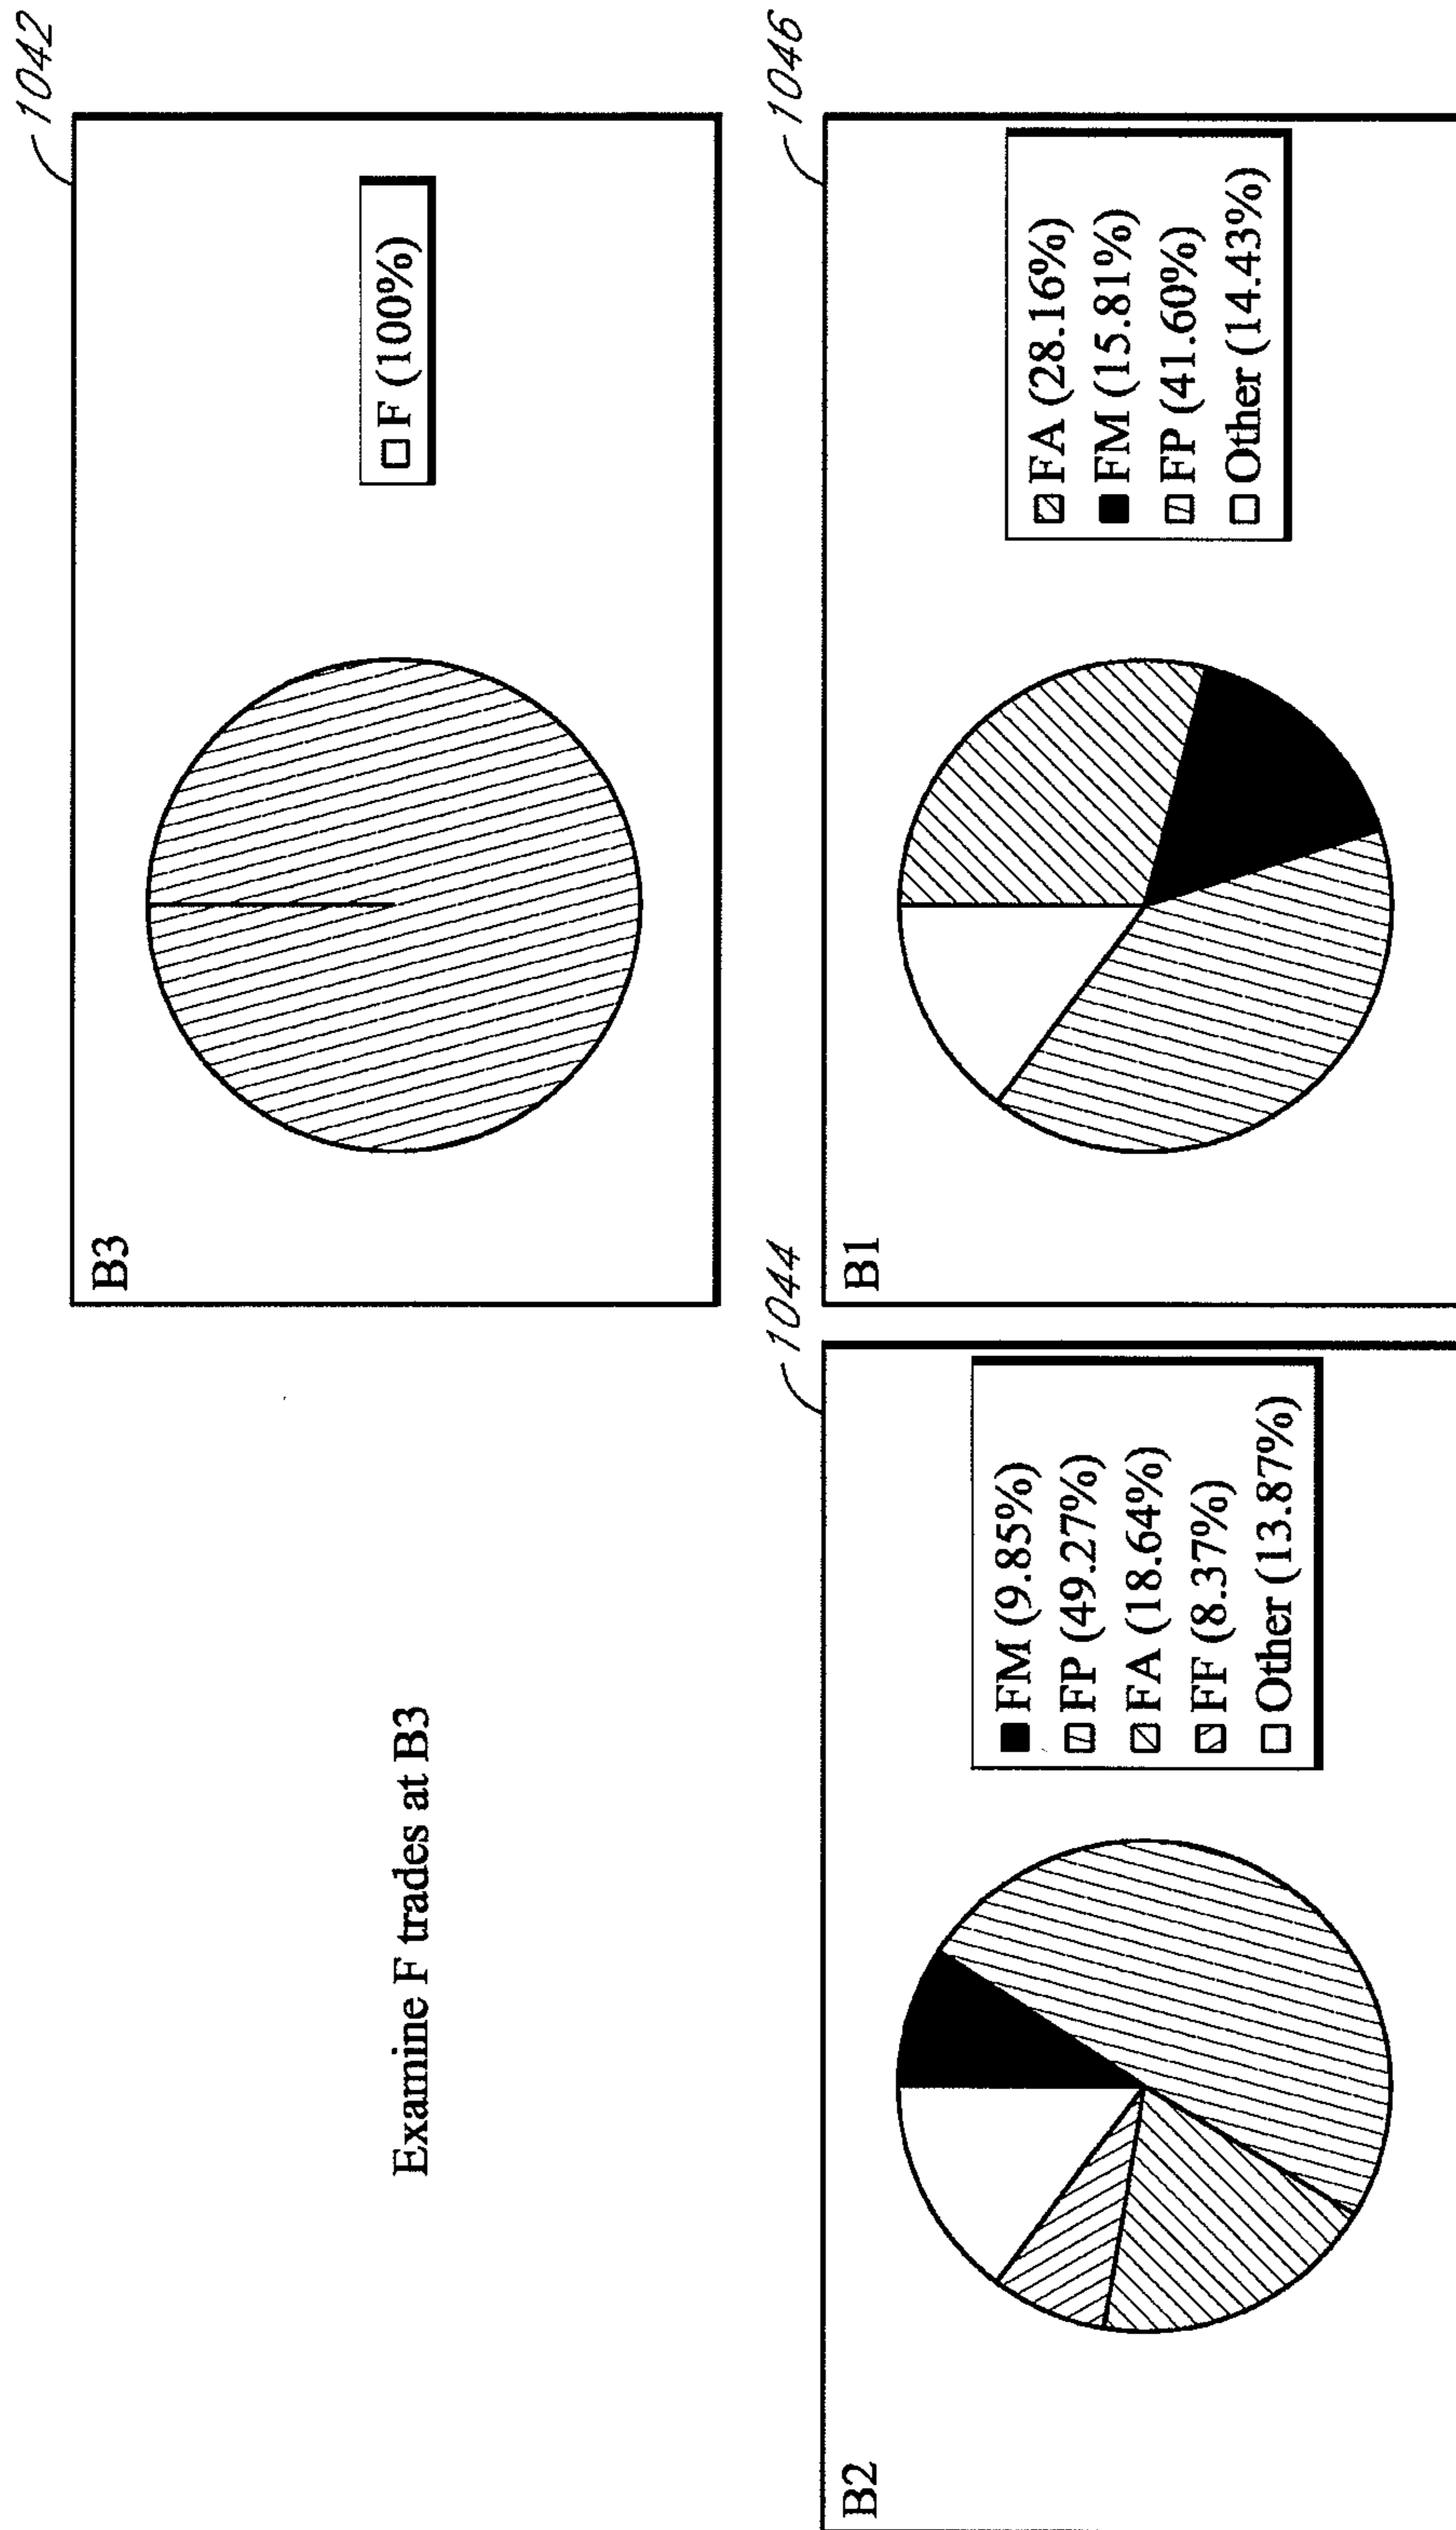 Examine F trades at B3
1042
B3
F (100%)
1044
B2
FM (9.85%)
FP (49.27%)
FA (18.64%)
FF (8.37%)
Other (13.87%)
1046
B1
FA (28.16%)
FM (15.81%)
FP (41.60%)
Other (14.43%)